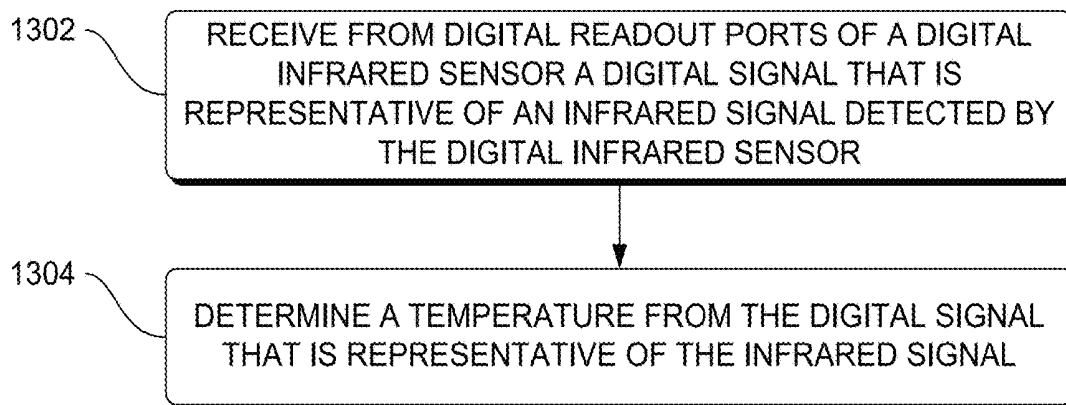 1302
RECEIVE FROM DIGITAL READOUT PORTS OF A DIGITAL
INFRARED SENSOR A DIGITAL SIGNAL THAT IS
REPRESENTATIVE OF AN INFRARED SIGNAL DETECTED BY
THE DIGITAL INFRARED SENSOR
1304
DETERMINE A TEMPERATURE FROM THE DIGITAL SIGNAL
THAT IS REPRESENTATIVE OF THE INFRARED SIGNAL